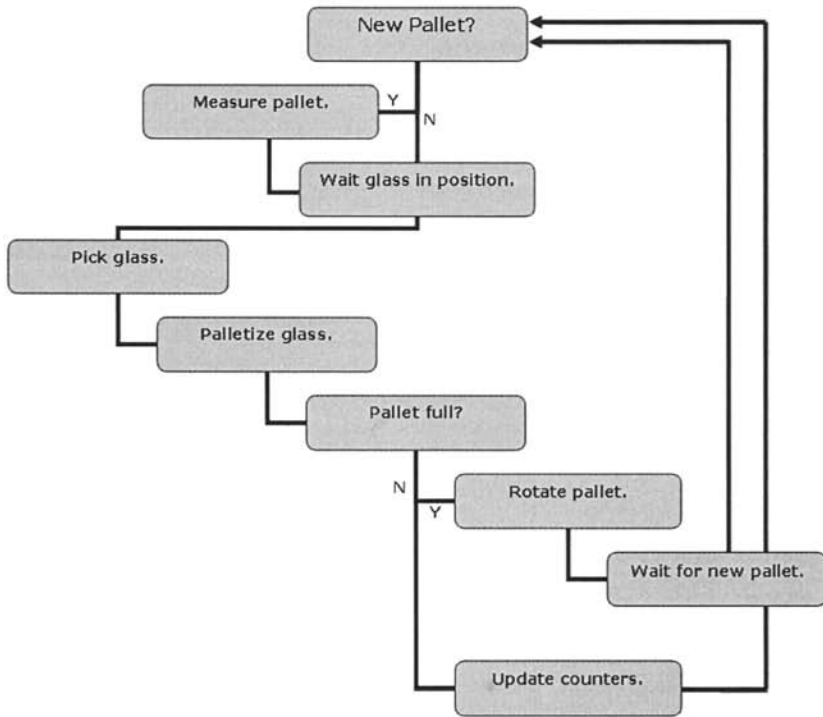 New Pallet?
Measure pallet.
Y
N
Wait glass in position.
Pick glass.
Palletize glass.
Pallet full?
N
Y
Rotate pallet.
Wait for new pallet.
Update counters.